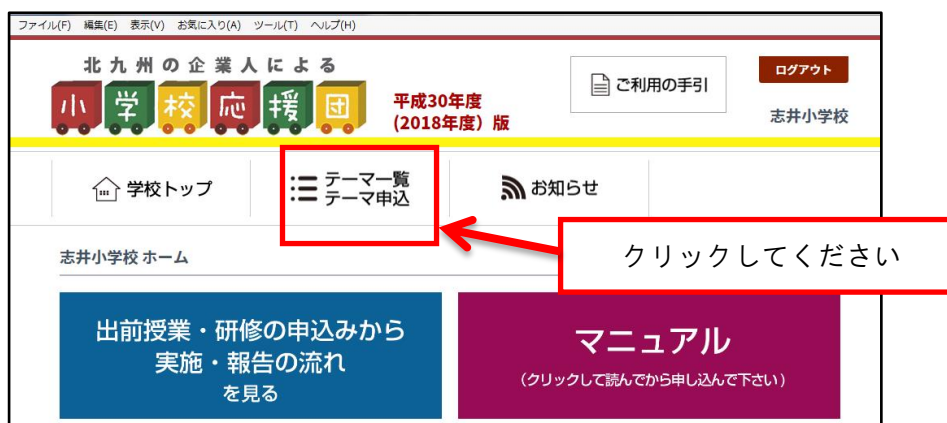 ファイル(F) 編集(E) 表示(V) お気に入り(A) ツール(T) ヘルプ(H)
北九州の企業人による
小学校応援団
平成30年度
(2018年度) 版
ご利用の手引
ログアウト
志井小学校
学校トップ
テーマ一覧
テーマ申込
お知らせ
クリックしてください
志井小学校 ホーム
出前授業・研修の申込みから
実施・報告の流れ
を見る
マニュアル
(クリックして読んでから申し込んで下さい)